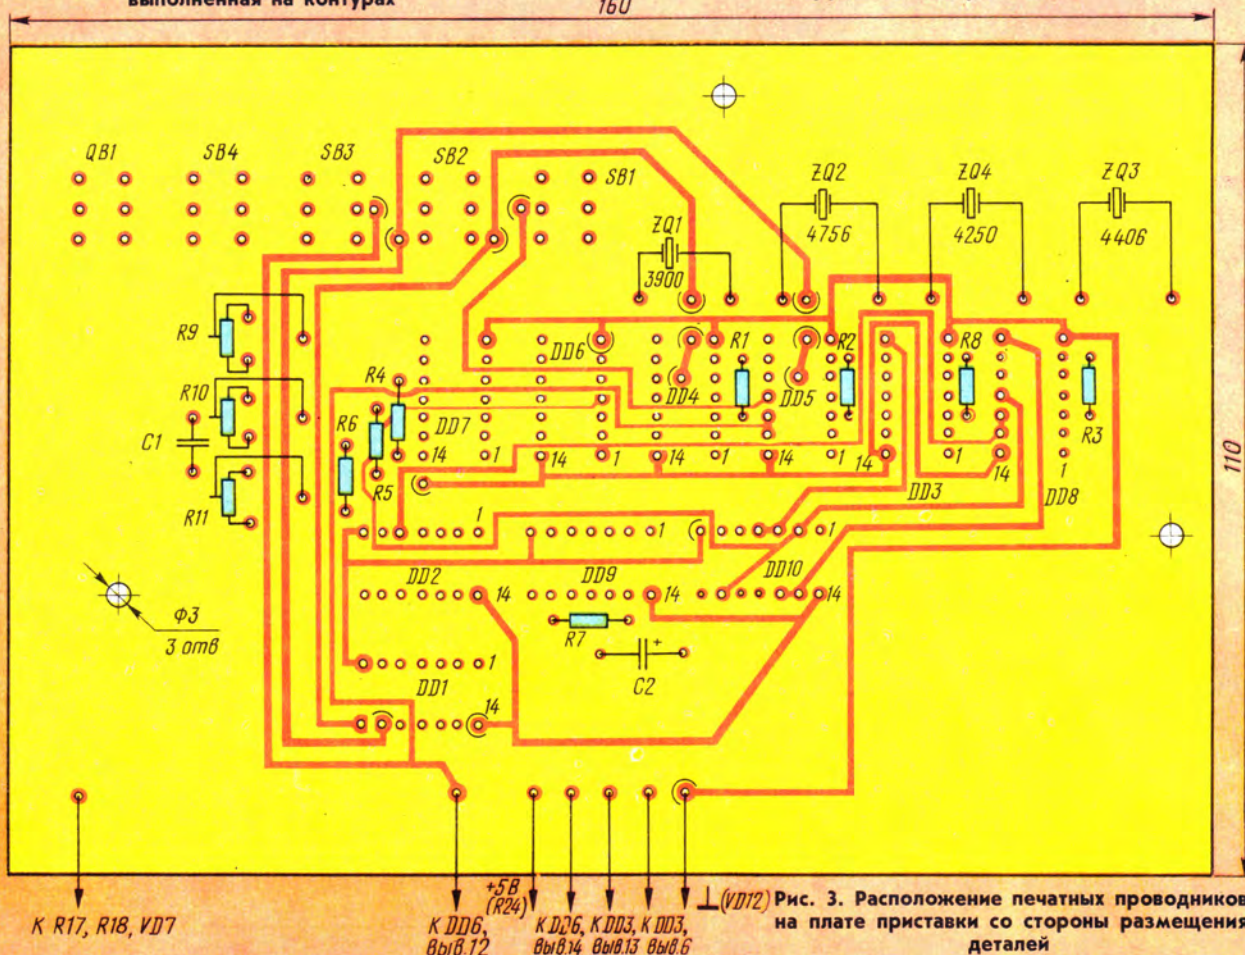 выполненная на контурах
160
QB1 SB4 SB3 SB2 SB1
ZQ2 ZQ4 ZQ3
4756 4250 4406
ZQ1
3900
R9 DD6 R1 R2 R8
R10 R4 DD4 DD5
C1 R6 DD7 R3
14 1 14 1 14 1 14 1 14 1
R11 R5 DD3 DD8
110
1 1 1
DD2 DD9 DD10
14 14 14
Ф3
3 отв
R7
C2
+
1
DD1
14
К R17, R18, VD7
К DD6,
выв.12
+5В
(R24)
К DD6,
выв.14
К DD3,
выв.13
К DD3,
выв.6
⊥(VD12)
Рис. 3. Расположение печатных проводников
на плате приставки со стороны размещения
деталей